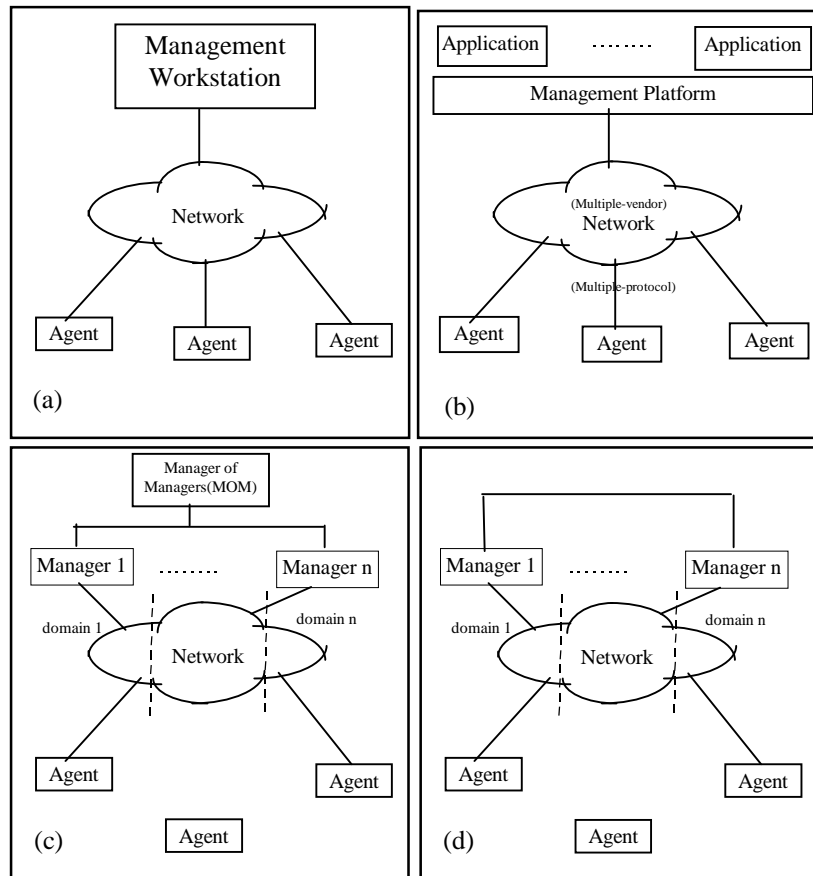 Management
Workstation
Network
Agent
Agent
Agent
(a)
Application ........ Application
Management Platform
(Multiple-vendor)
Network
(Multiple-protocol)
Agent
Agent
Agent
(b)
Manager of
Managers(MOM)
Manager 1 ......... Manager n
domain 1
domain n
Network
Agent
Agent
Agent
(c)
Manager 1 ......... Manager n
domain 1
domain n
Network
Agent
Agent
Agent
(d)